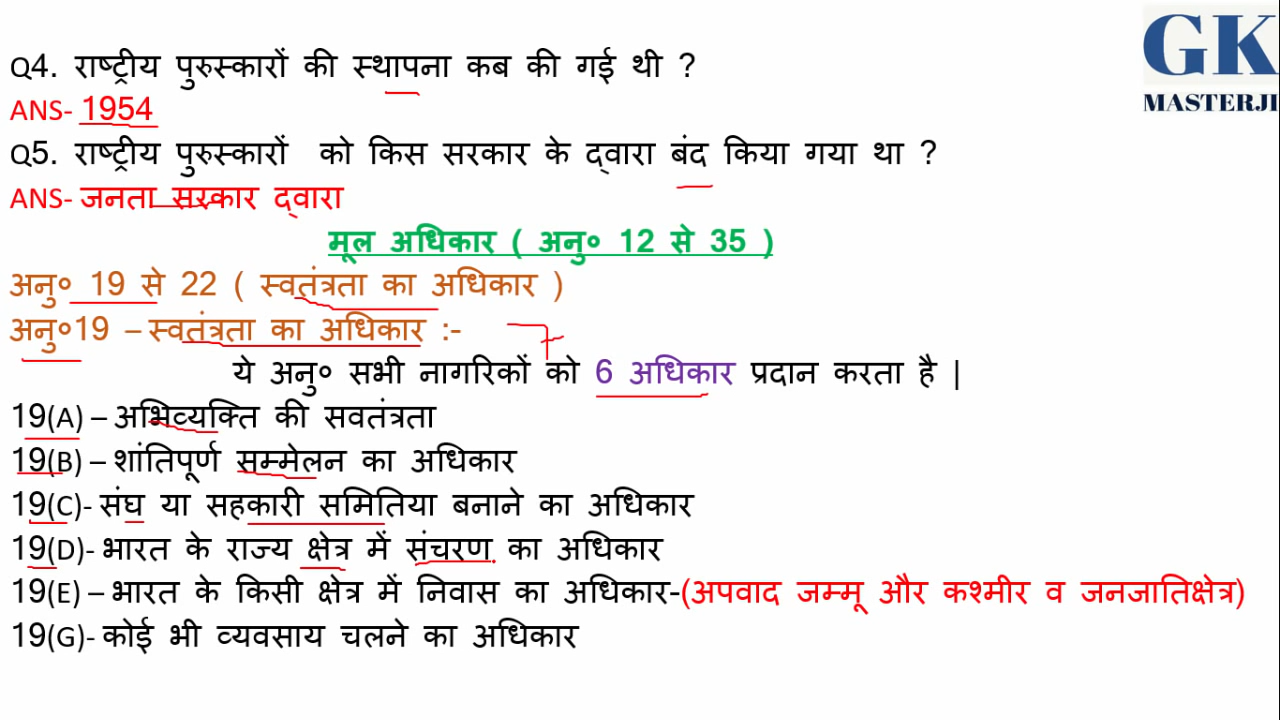 GK
MASTERJI
Q4. राष्ट्रीय पुरुस्कारों की स्थापना कब की गई थी ?
ANS- 1954
Q5. राष्ट्रीय पुरुस्कारों को किस सरकार के द्वारा बंद किया गया था ?
ANS- जनता सरकार द्वारा
मूल अधिकार ( अनु० 12 से 35 )
अनु० 19 से 22 ( स्वतंत्रता का अधिकार )
अनु०19 – स्वतंत्रता का अधिकार :-
7
ये अनु० सभी नागरिकों को 6 अधिकार प्रदान करता है |
19(A) – अभिव्यक्ति की सवतंत्रता
19(B) – शांतिपूर्ण सम्मेलन का अधिकार
19(C)- संघ या सहकारी समितिया बनाने का अधिकार
19(D)- भारत के राज्य क्षेत्र में संचरण का अधिकार
19(E) – भारत के किसी क्षेत्र में निवास का अधिकार-(अपवाद जम्मू और कश्मीर व जनजातिक्षेत्र)
19(G)- कोई भी व्यवसाय चलने का अधिकार